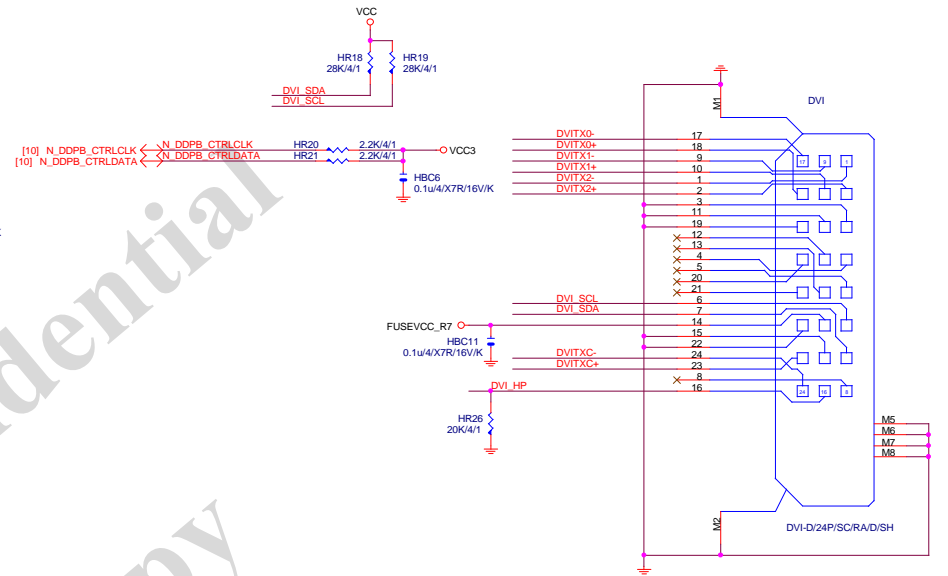 VCC
HR18
28K/4/1
HR19
28K/4/1
DVI_SDA
DVI_SCL
[10] N_DDPB_CTRLCLK
N_DDPB_CTRLCLK
HR20
2.2K/4/1
[10] N_DDPB_CTRLDATA
N_DDPB_CTRLDATA
HR21
2.2K/4/1
VCC3
HBC6
0.1u/4/X7R/16V/K
M1
DVI
DVITX0-
17
DVITX0+
18
DVITX1-
9
DVITX1+
10
DVITX2-
1
DVITX2+
2
3
11
19
12
13
4
5
20
21
DVI_SCL
6
DVI_SDA
7
FUSEVCC_R7
14
15
22
HBC11
0.1u/4/X7R/16V/K
DVITXC-
24
DVITXC+
23
8
DVI_HP
16
HR26
20K/4/1
17 9 1
24 16 8
M5
M6
M7
M8
M2
DVI-D/24P/SC/RA/D/SH
dential
py